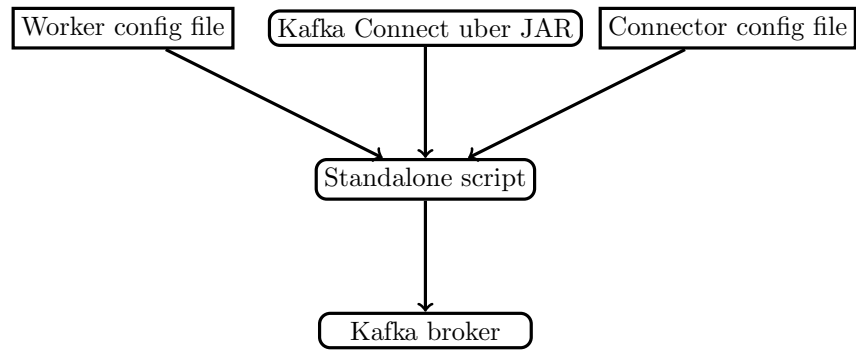 Worker config file
Kafka Connect uber JAR
Connector config file
Standalone script
Kafka broker